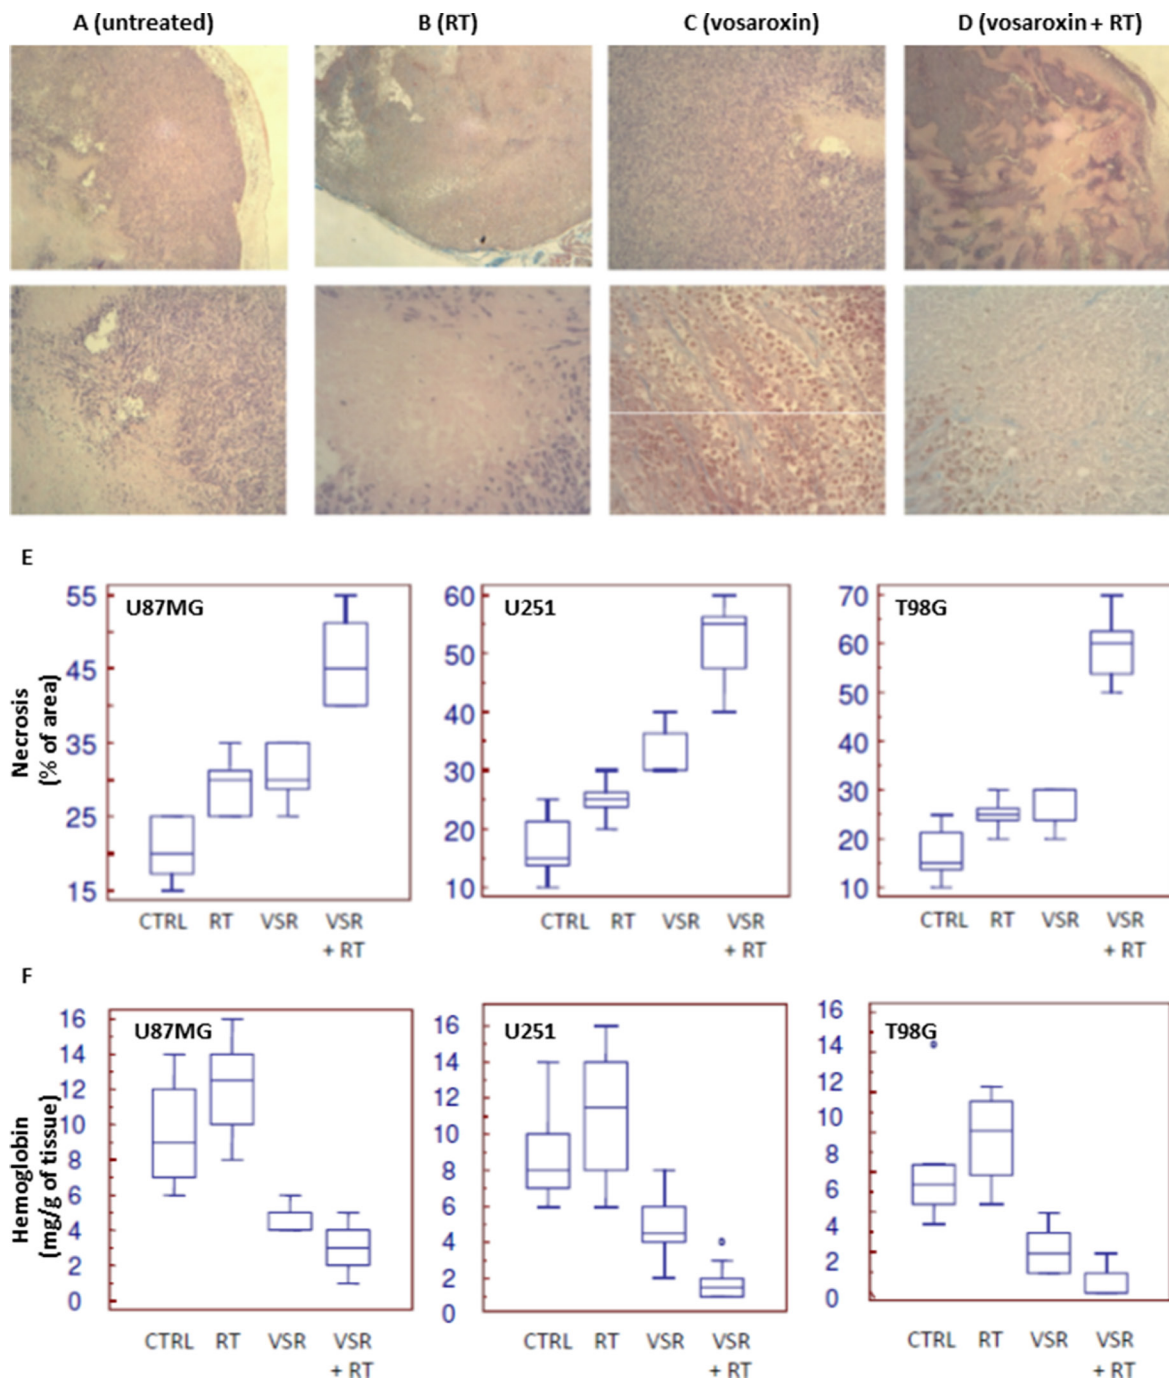 A (untreated) B (RT) C (vosaroxin) D (vosaroxin + RT)
E
Necrosis
(% of area)
U87MG
55
45
35
25
15
CTRL RT VSR VSR
+ RT
U251
60
50
40
30
20
10
CTRL RT VSR VSR
+ RT
T98G
70
60
50
40
30
20
10
CTRL RT VSR VSR
+ RT
F
Hemoglobin
(mg/g of tissue)
U87MG
16
14
12
10
8
6
4
2
0
CTRL RT VSR VSR
+ RT
U251
16
14
12
10
8
6
4
2
0
CTRL RT VSR VSR
+ RT
T98G
16
14
12
10
8
6
4
2
0
CTRL RT VSR VSR
+ RT